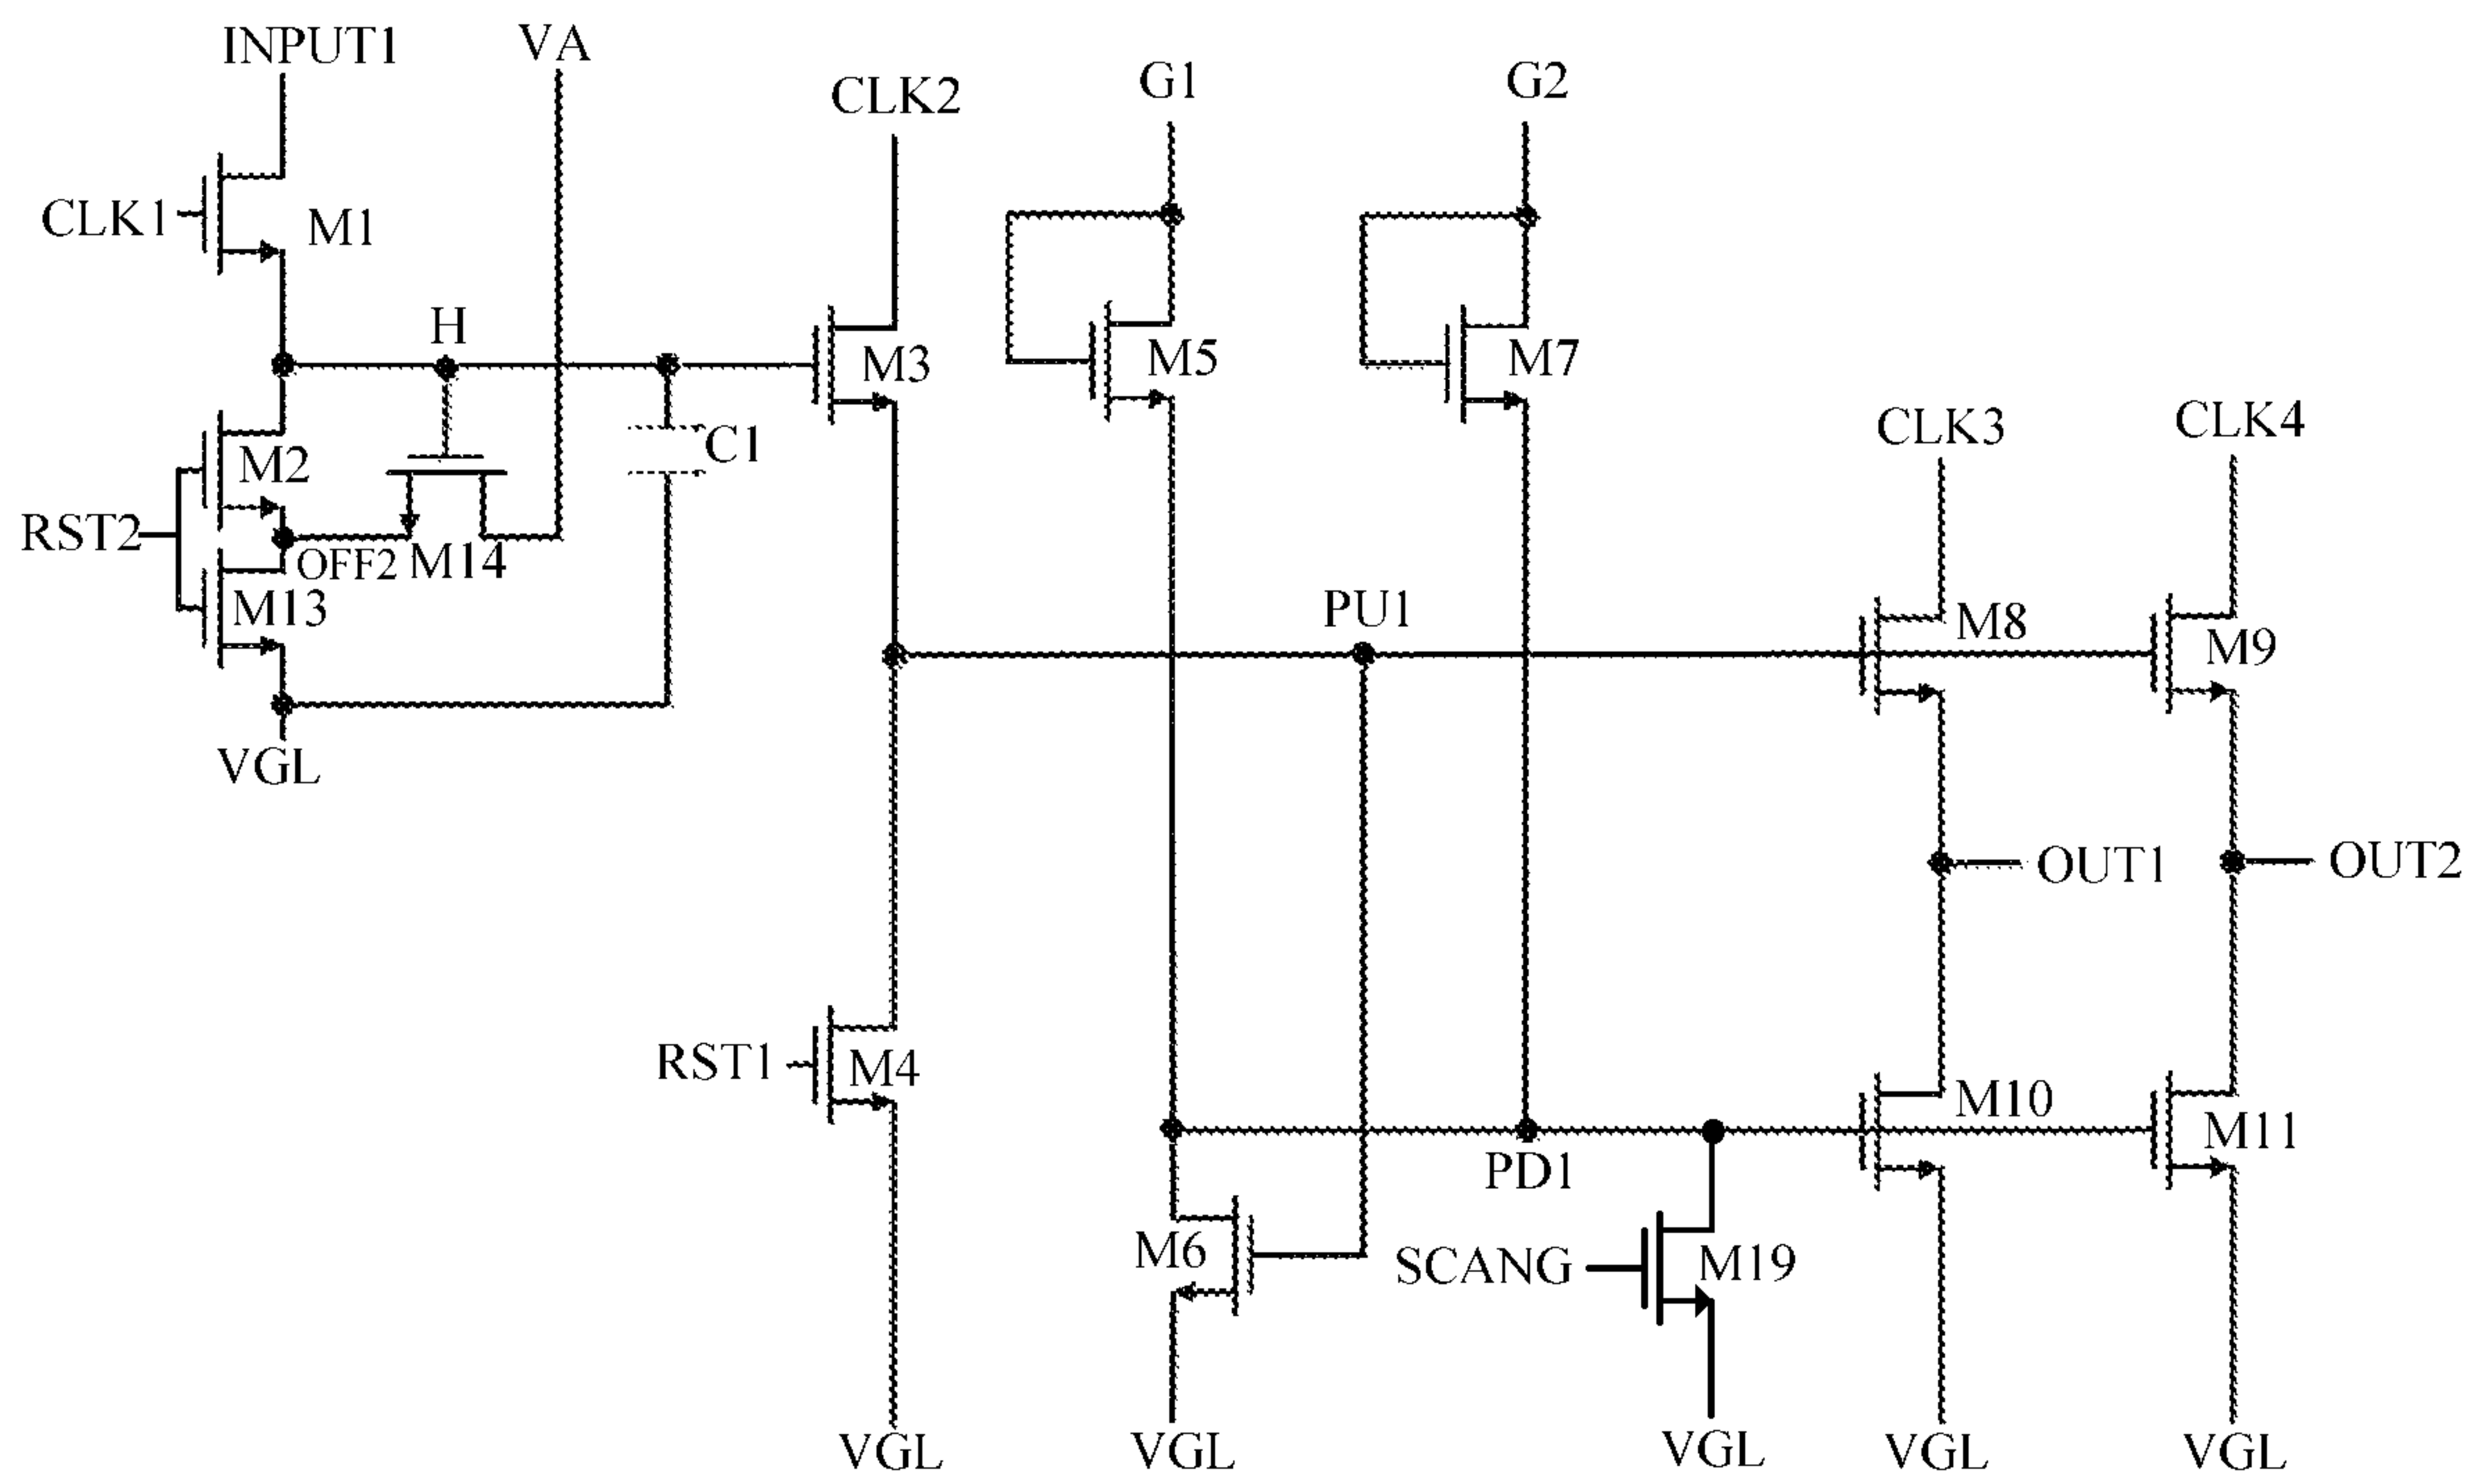 INPUT1
VA
CLK2
G1
G2
CLK1
M1
H
M3
M5
M7
CLK3
CLK4
M2
C1
RST2
OFF2
M14
M13
PU1
M8
M9
VGL
OUT1
OUT2
RST1
M4
M10
M11
PD1
M6
SCANG
M19
VGL
VGL
VGL
VGL
VGL